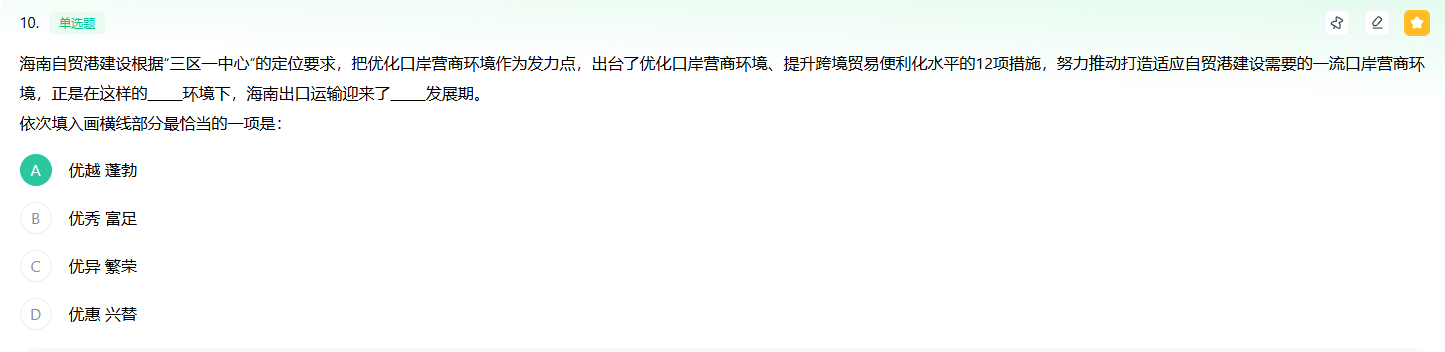 10. 单选题
海南自贸港建设根据“三区一中心”的定位要求，把优化口岸营商环境作为发力点，出台了优化口岸营商环境、提升跨境贸易便利化水平的12项措施，努力推动打造适应自贸港建设需要的一流口岸营商环
境，正是在这样的_____环境下，海南出口运输迎来了_____发展期。
依次填入画横线部分最恰当的一项是：
A 优越 蓬勃
B 优秀 富足
C 优异 繁荣
D 优惠 兴替